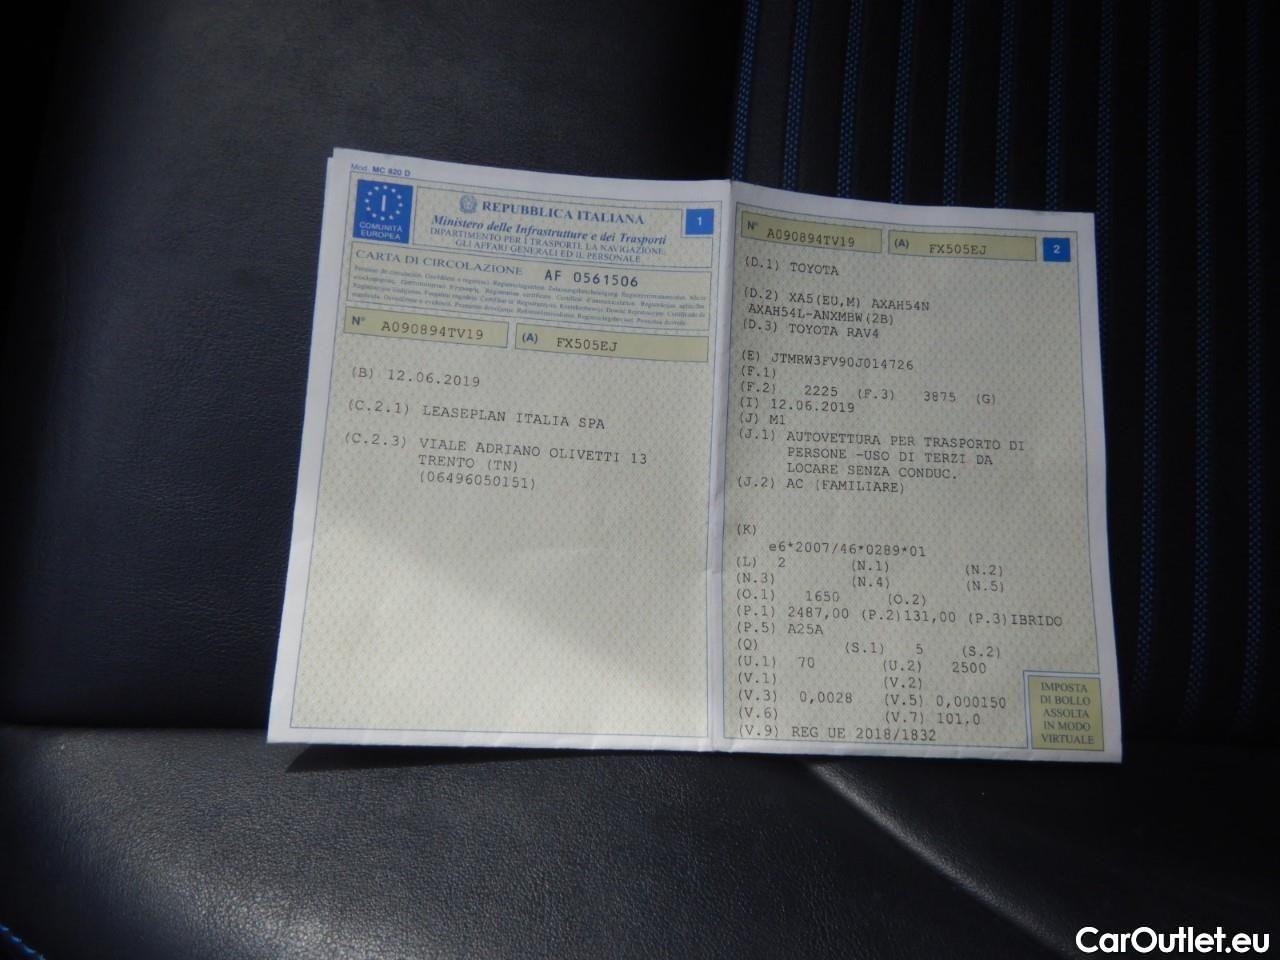 Mod. MC 820 D
I
COMUNITÀ
EUROPEA
REPUBBLICA ITALIANA
1
Ministero delle Infrastrutture e dei Trasporti
DIPARTIMENTO PER I TRASPORTI, LA NAVIGAZIONE,
GLI AFFARI GENERALI ED IL PERSONALE
CARTA DI CIRCOLAZIONE AF 0561506
N° A090894TV19 (A) FX505EJ
(B) 12.06.2019
(C.2.1) LEASEPLAN ITALIA SPA
(C.2.3) VIALE ADRIANO OLIVETTI 13
TRENTO (TN)
(06496050151)
N° A090894TV19 (A) FX505EJ 2
(D.1) TOYOTA
(D.2) XA5(EU,M) AXAH54N
AXAH54L-ANXMBW(2B)
(D.3) TOYOTA RAV4
(E) JTMRW3FV90J014726
(F.1)
(F.2) 2225 (F.3) 3875 (G)
(I) 12.06.2019
(J) M1
(J.1) AUTOVETTURA PER TRASPORTO DI
PERSONE -USO DI TERZI DA
LOCARE SENZA CONDUC.
(J.2) AC (FAMILIARE)
(K)
e6*2007/46*0289*01
(L) 2 (N.1) (N.2)
(N.3) (N.4) (N.5)
(O.1) 1650 (O.2)
(P.1) 2487,00 (P.2)131,00 (P.3)IBRIDO
(P.5) A25A
(Q) (S.1) 5 (S.2)
(U.1) 70 (U.2) 2500
(V.1) (V.2)
(V.3) 0,0028 (V.5) 0,000150
(V.6) (V.7) 101,0
(V.9) REG UE 2018/1832
IMPOSTA
DI BOLLO
ASSOLTA
IN MODO
VIRTUALE
CarOutlet.eu